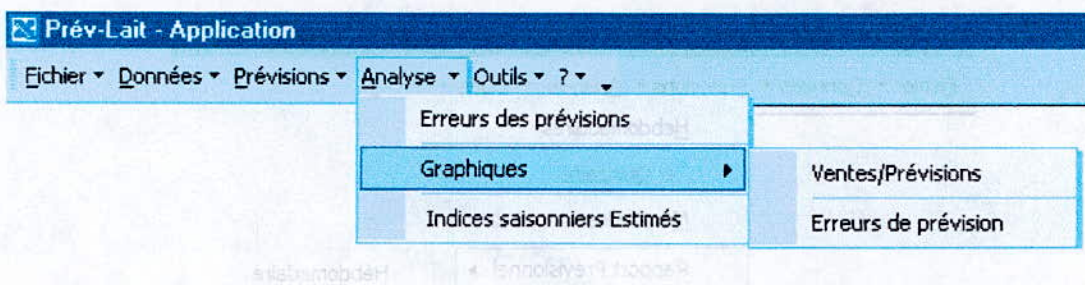 Prév-Lait - Application
Fichier Données Prévisions Analyse Outils ?
Erreurs des prévisions
Graphiques
Ventes/Prévisions
Indices saisonniers Estimés
Erreurs de prévision